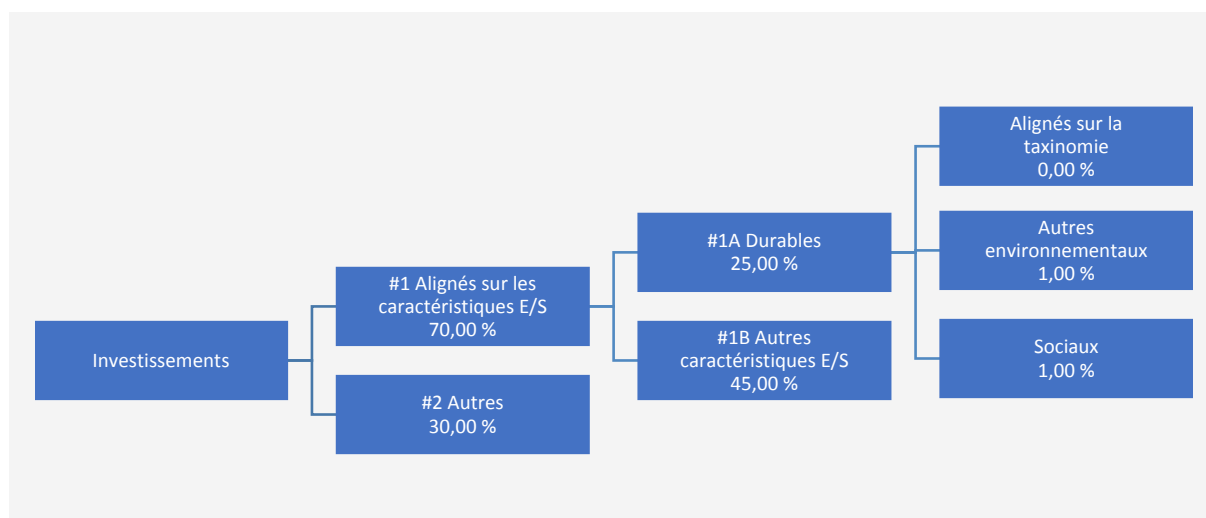 Investissements
#1 Alignés sur les
caractéristiques E/S
70,00 %
#2 Autres
30,00 %
#1A Durables
25,00 %
#1B Autres
caractéristiques E/S
45,00 %
Alignés sur la
taxinomie
0,00 %
Autres
environnementaux
1,00 %
Sociaux
1,00 %